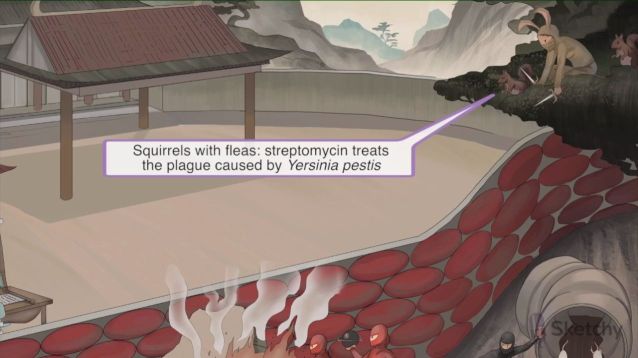 Squirrels with fleas: streptomycin treats
the plague caused by Yersinia pestis
Sketchy